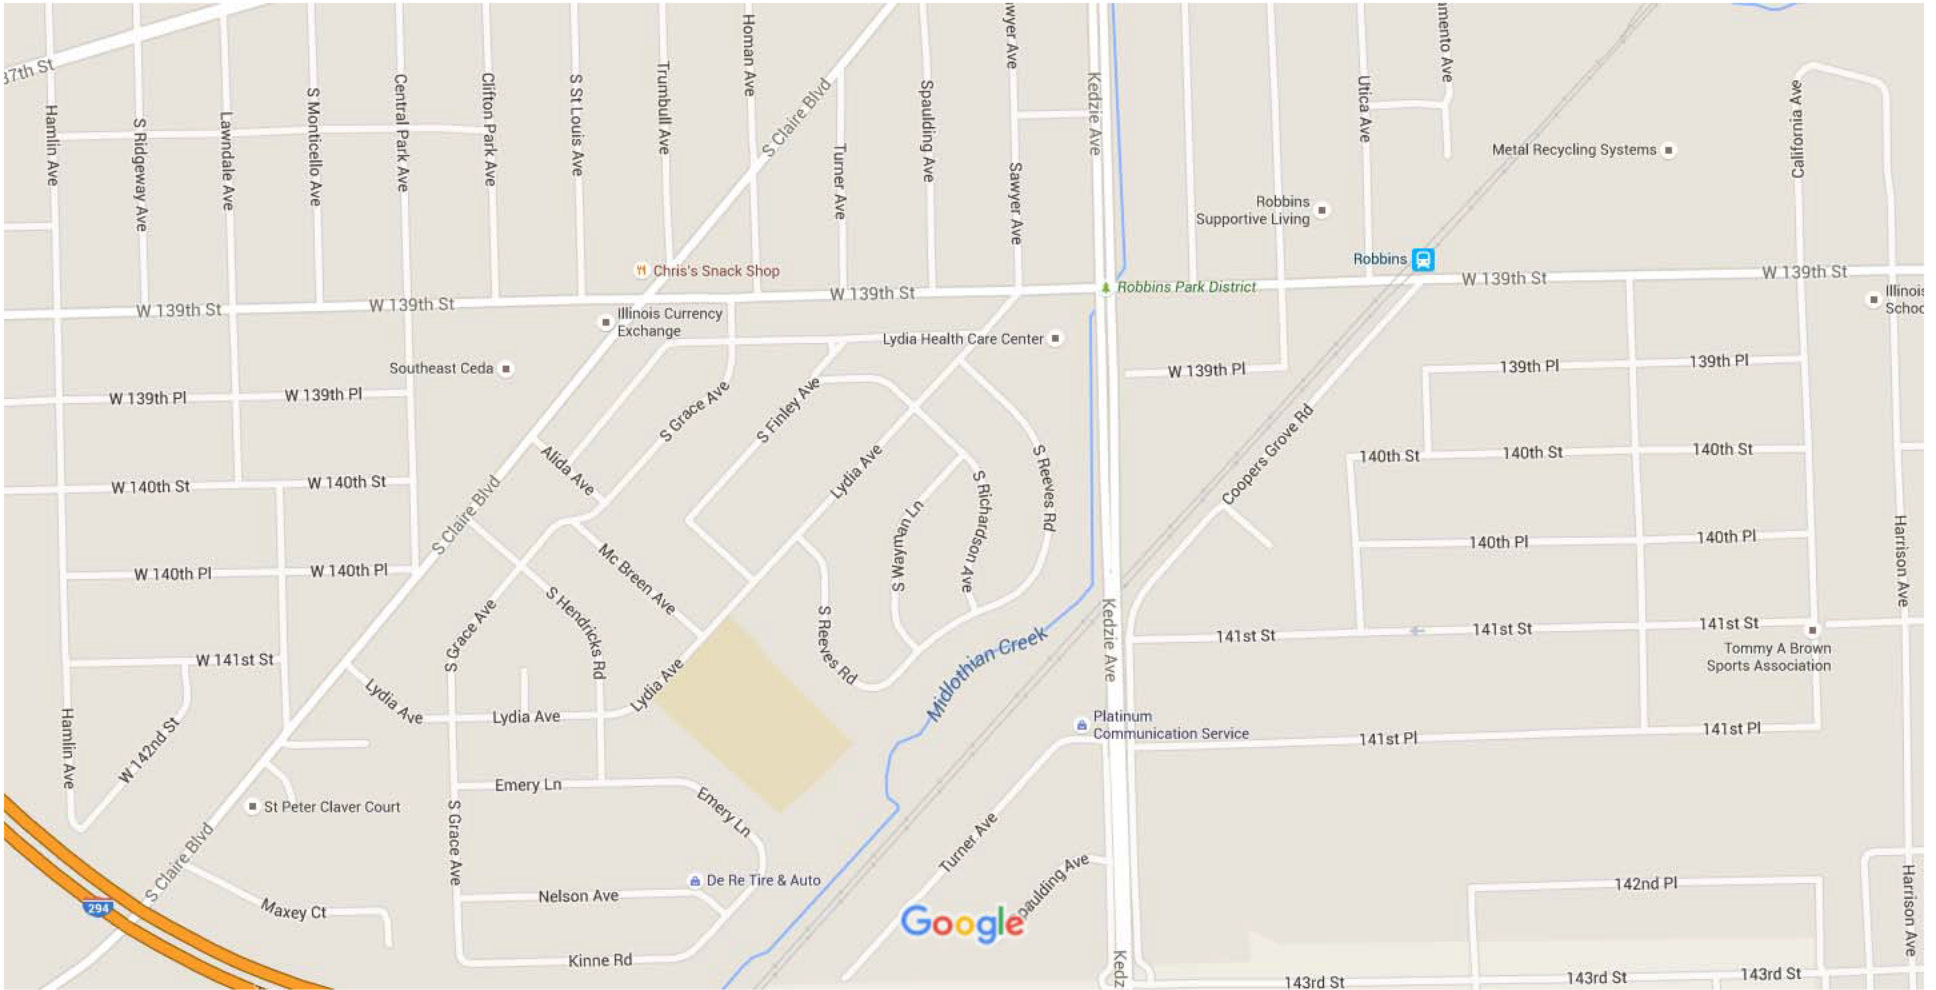 37th St
Hamlin Ave
S Ridgeway Ave
Lawndale Ave
S Monticello Ave
Central Park Ave
Clifton Park Ave
S St Louis Ave
Trumbull Ave
Homan Ave
S Claire Blvd
Turner Ave
Spaulding Ave
wyer Ave
Sawyer Ave
Kedzie Ave
Utica Ave
amento Ave
California Ave
Metal Recycling Systems
Robbins
Supportive Living
Robbins
Chris's Snack Shop
W 139th St
W 139th St
W 139th St
Robbins Park District
W 139th St
W 139th St
Illinois Currency
Exchange
Illinois
Schoo
Lydia Health Care Center
Southeast Ceda
W 139th Pl
W 139th Pl
W 139th Pl
139th Pl
139th Pl
S Grace Ave
S Finley Ave
Lydia Ave
Coopers Grove Rd
Alida Ave
S Reeves Rd
S Richardson Ave
S Wayman Ln
140th St
140th St
140th St
W 140th St
W 140th St
S Claire Blvd
W 140th Pl
W 140th Pl
140th Pl
140th Pl
Harrison Ave
Mc Breen Ave
S Hendricks Rd
S Grace Ave
S Reeves Rd
Midlothian Creek
Kedzie Ave
141st St
141st St
141st St
Tommy A Brown
Sports Association
W 141st St
Lydia Ave
Lydia Ave
Lydia Ave
Hamlin Ave
W 142nd St
Platinum
Communication Service
141st Pl
141st Pl
Emery Ln
Emery Ln
St Peter Claver Court
S Grace Ave
Turner Ave
paulding Ave
S Claire Blvd
De Re Tire & Auto
Nelson Ave
142nd Pl
Harrison Ave
294
Maxey Ct
Google
Kinne Rd
Kedz
143rd St
143rd St
143rd St